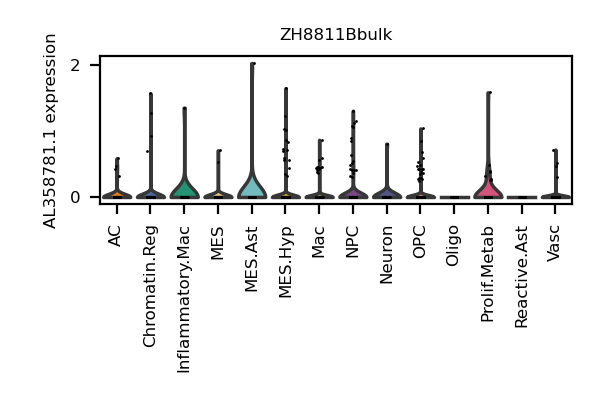 ZH8811Bbulk
AL358781.1 expression
2
0
AC
Chromatin.Reg
Inflammatory.Mac
MES
MES.Ast
MES.Hyp
Mac
NPC
Neuron
OPC
Oligo
Prolif.Metab
Reactive.Ast
Vasc